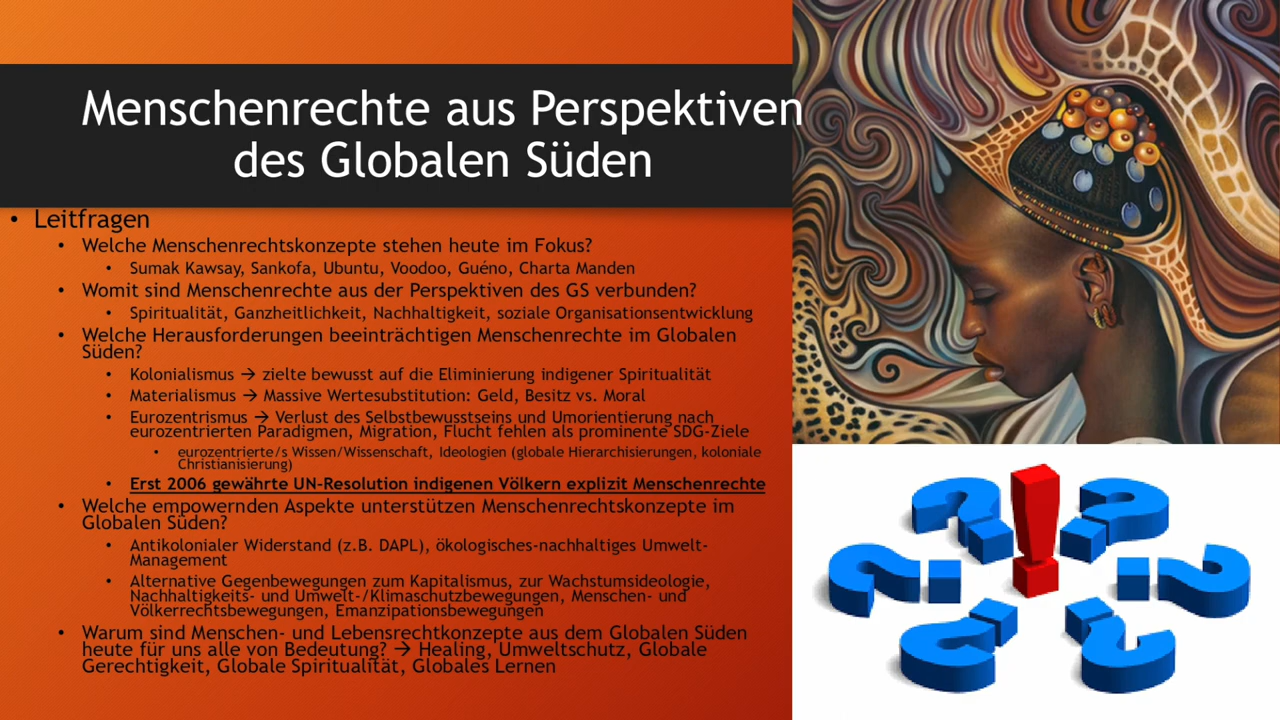 Menschenrechte aus Perspektiven
des Globalen Süden
• Leitfragen
• Welche Menschenrechtskonzepte stehen heute im Fokus?
• Sumak Kawsay, Sankofa, Ubuntu, Voodoo, Guéno, Charta Manden
• Womit sind Menschenrechte aus der Perspektiven des GS verbunden?
• Spiritualität, Ganzheitlichkeit, Nachhaltigkeit, soziale Organisationsentwicklung
• Welche Herausforderungen beeinträchtigen Menschenrechte im Globalen
Süden?
• Kolonialismus → zielte bewusst auf die Eliminierung indigener Spiritualität
• Materialismus → Massive Wertesubstitution: Geld, Besitz vs. Moral
• Eurozentrismus → Verlust des Selbstbewusstseins und Umorientierung nach
eurozentrierten Paradigmen, Migration, Flucht fehlen als prominente SDG-Ziele
• eurozentrierte/s Wissen/Wissenschaft, Ideologien (globale Hierarchisierungen, koloniale
Christianisierung)
• Erst 2006 gewährte UN-Resolution indigenen Völkern explizit Menschenrechte
• Welche empowernden Aspekte unterstützen Menschenrechtskonzepte im
Globalen Süden?
• Antikolonialer Widerstand (z.B. DAPL), ökologisches-nachhaltiges Umwelt-
Management
• Alternative Gegenbewegungen zum Kapitalismus, zur Wachstumsideologie,
Nachhaltigkeits- und Umwelt-/Klimaschutzbewegungen, Menschen- und
Völkerrechtsbewegungen, Emanzipationsbewegungen
• Warum sind Menschen- und Lebensrechtkonzepte aus dem Globalen Süden
heute für uns alle von Bedeutung? → Healing, Umweltschutz, Globale
Gerechtigkeit, Globale Spiritualität, Globales Lernen